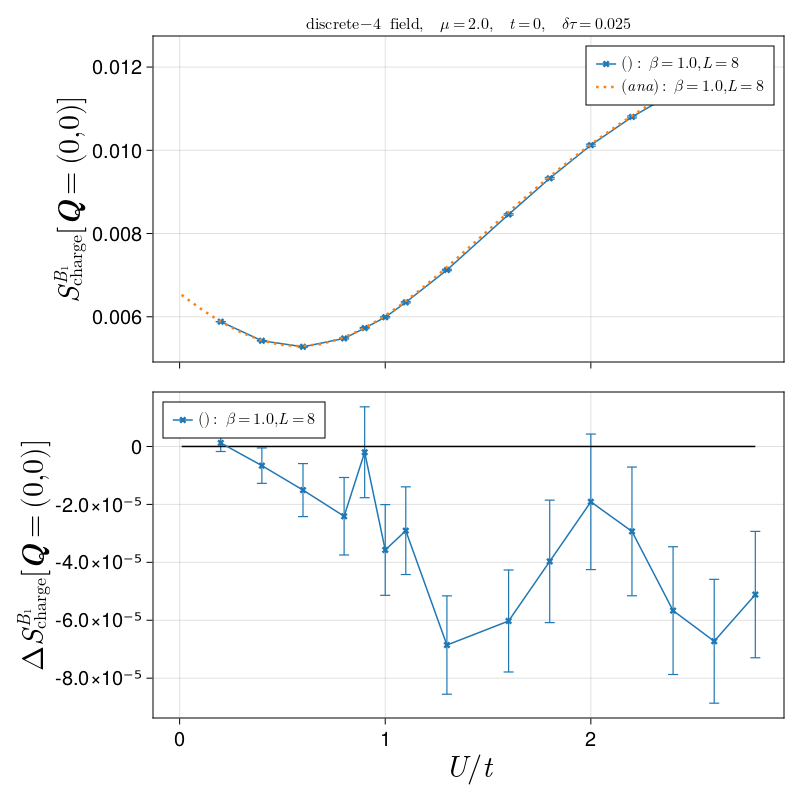 discrete−4 field, μ = 2.0, t = 0, δτ = 0.025
0.012
0.010
0.008
0.006
S^{B_1}_{charge}[Q = (0,0)]
() : β = 1.0, L = 8
(ana) : β = 1.0, L = 8
0
-2.0×10⁻⁵
-4.0×10⁻⁵
-6.0×10⁻⁵
-8.0×10⁻⁵
ΔS^{B_1}_{charge}[Q = (0,0)]
() : β = 1.0, L = 8
0 1 2
U/t